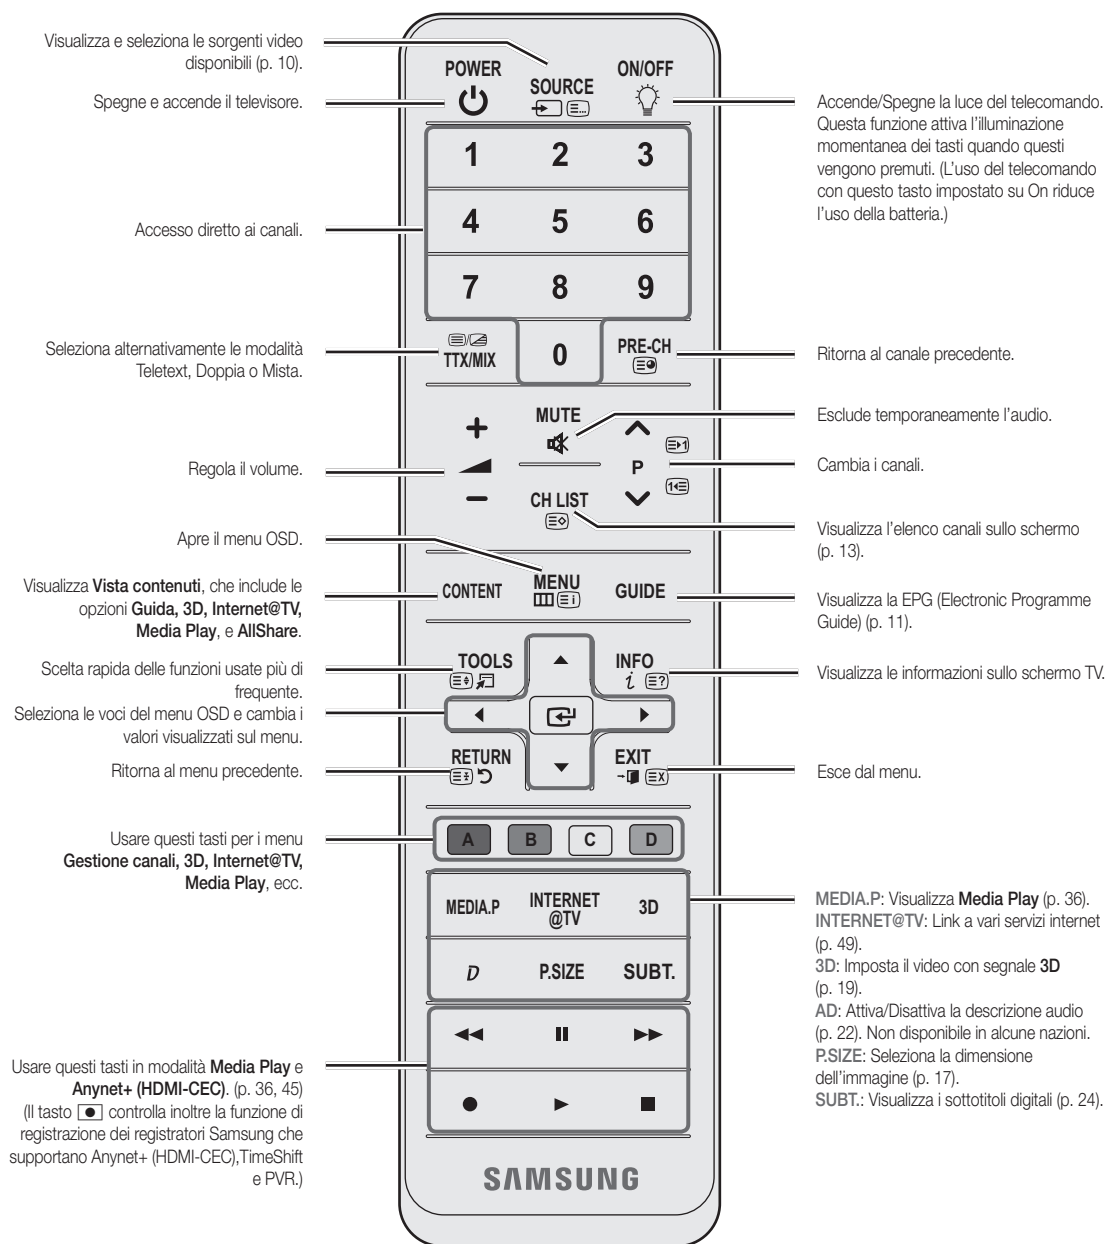 Visualizza e seleziona le sorgenti video
disponibili (p. 10).
Spegne e accende il televisore.
Accesso diretto ai canali.
Seleziona alternativamente le modalità
Teletext, Doppia o Mista.
Regola il volume.
Apre il menu OSD.
Visualizza Vista contenuti, che include le
opzioni Guida, 3D, Internet@TV,
Media Play, e AllShare.
Scelta rapida delle funzioni usate più di
frequente.
Seleziona le voci del menu OSD e cambia i
valori visualizzati sul menu.
Ritorna al menu precedente.
Usare questi tasti per i menu
Gestione canali, 3D, Internet@TV,
Media Play, ecc.
Usare questi tasti in modalità Media Play e
Anynet+ (HDMI-CEC). (p. 36, 45)
(Il tasto controlla inoltre la funzione di
registrazione dei registratori Samsung che
supportano Anynet+ (HDMI-CEC),TimeShift
e PVR.)
POWER SOURCE ON/OFF
1 2 3
4 5 6
7 8 9
TTX/MIX 0 PRE-CH
MUTE
P
CH LIST
CONTENT MENU GUIDE
TOOLS INFO
RETURN EXIT
A B C D
MEDIA.P INTERNET
@TV 3D
D P.SIZE SUBT.
SAMSUNG
Accende/Spegne la luce del telecomando.
Questa funzione attiva l'illuminazione
momentanea dei tasti quando questi
vengono premuti. (L'uso del telecomando
con questo tasto impostato su On riduce
l'uso della batteria.)
Ritorna al canale precedente.
Esclude temporaneamente l'audio.
Cambia i canali.
Visualizza l'elenco canali sullo schermo
(p. 13).
Visualizza la EPG (Electronic Programme
Guide) (p. 11).
Visualizza le informazioni sullo schermo TV.
Esce dal menu.
MEDIA.P: Visualizza Media Play (p. 36).
INTERNET@TV: Link a vari servizi internet
(p. 49).
3D: Imposta il video con segnale 3D
(p. 19).
AD: Attiva/Disattiva la descrizione audio
(p. 22). Non disponibile in alcune nazioni.
P.SIZE: Seleziona la dimensione
dell'immagine (p. 17).
SUBT.: Visualizza i sottotitoli digitali (p. 24).